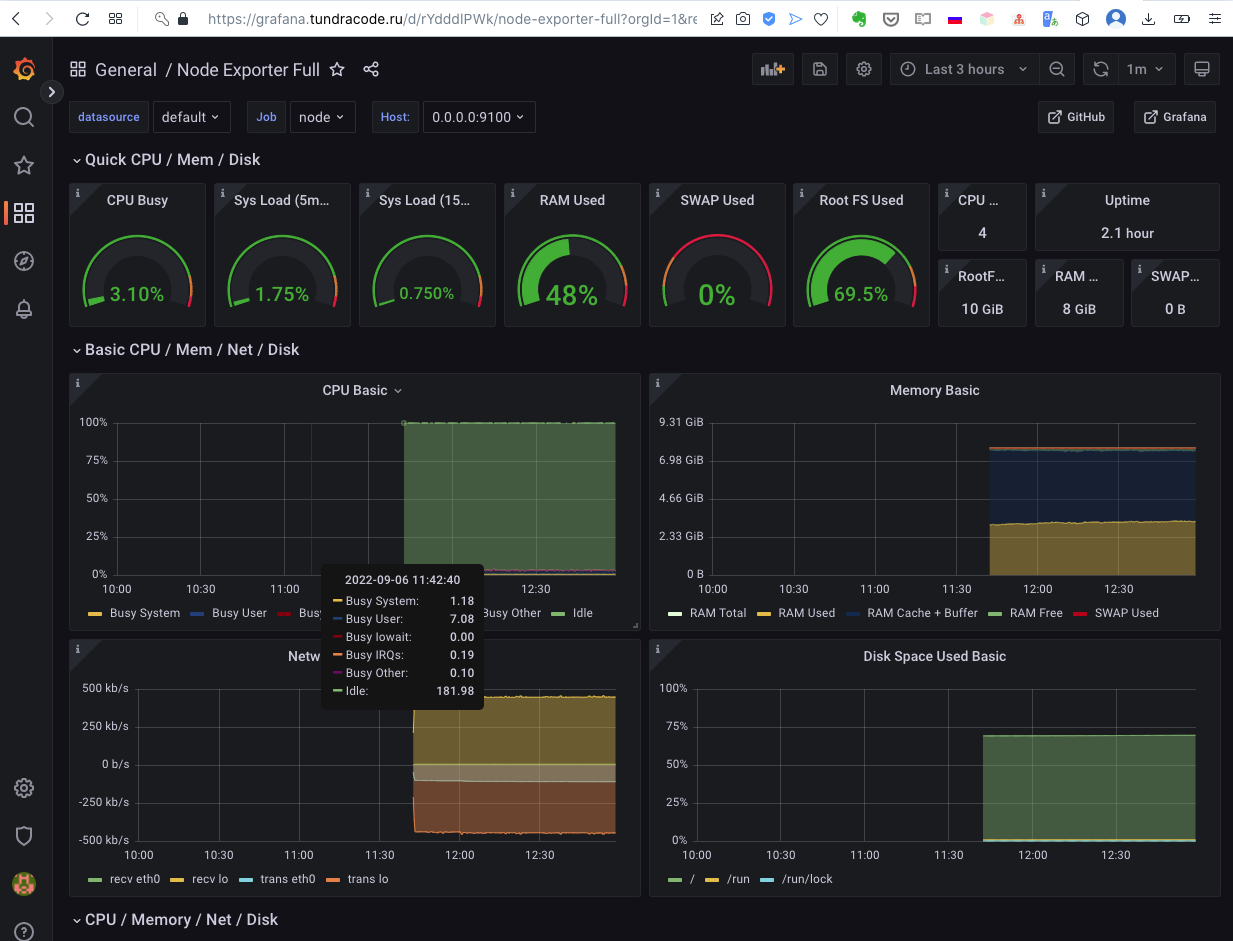 https://grafana.tundracode.ru/d/rYdddlPWk/node-exporter-full?orgId=1&re
General / Node Exporter Full
Last 3 hours
1m
datasource default Job node Host: 0.0.0.0:9100 GitHub Grafana
Quick CPU / Mem / Disk
CPU Busy
3.10%
Sys Load (5m...
1.75%
Sys Load (15...
0.750%
RAM Used
48%
SWAP Used
0%
Root FS Used
69.5%
CPU ...
4
Uptime
2.1 hour
RootF...
10 GiB
RAM ...
8 GiB
SWAP...
0 B
Basic CPU / Mem / Net / Disk
CPU Basic
100%
75%
50%
25%
0%
10:00 10:30 11:00 12:30
Busy System Busy User Busy Other Idle
2022-09-06 11:42:40
Busy System: 1.18
Busy User: 7.08
Busy Iowait: 0.00
Busy IRQs: 0.19
Busy Other: 0.10
Idle: 181.98
Memory Basic
9.31 GiB
6.98 GiB
4.66 GiB
2.33 GiB
0 B
10:00 10:30 11:00 11:30 12:00 12:30
RAM Total RAM Used RAM Cache + Buffer RAM Free SWAP Used
Netw
500 kb/s
250 kb/s
0 b/s
-250 kb/s
-500 kb/s
10:00 10:30 11:00 11:30 12:00 12:30
recv eth0 recv lo trans eth0 trans lo
Disk Space Used Basic
100%
75%
50%
25%
0%
10:00 10:30 11:00 11:30 12:00 12:30
/ /run /run/lock
CPU / Memory / Net / Disk